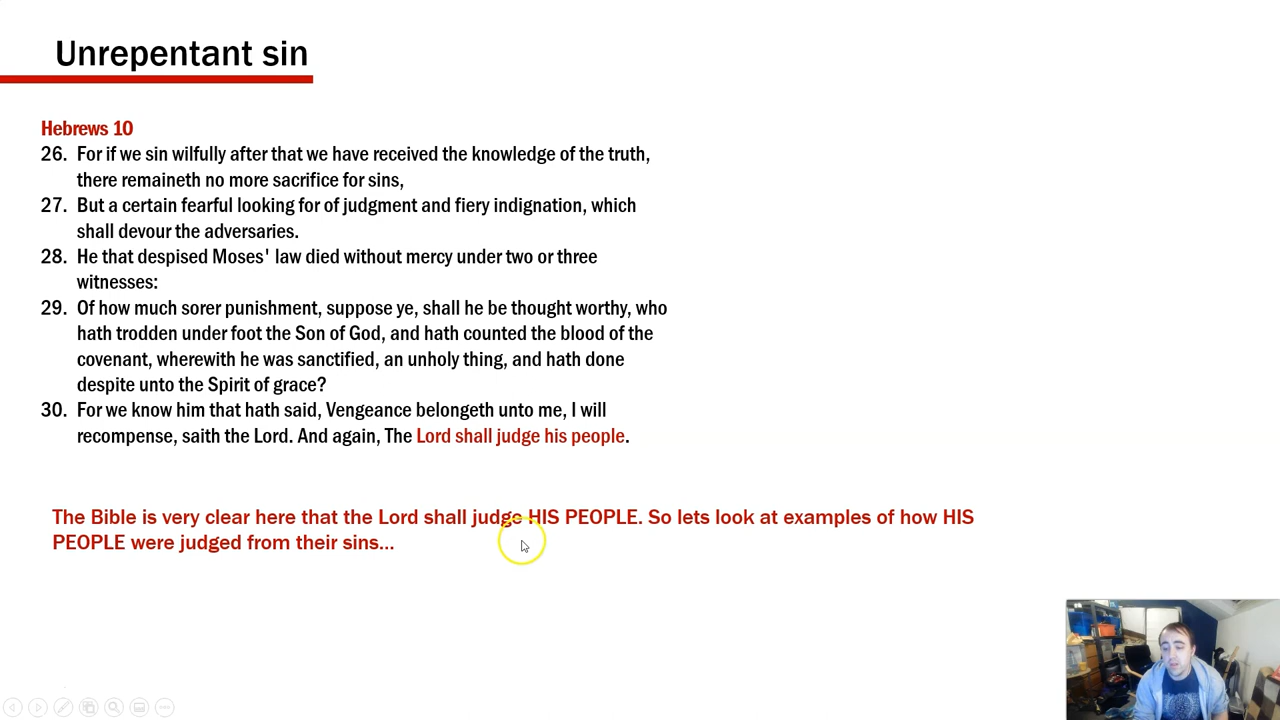 Unrepentant sin
Hebrews 10
26. For if we sin wilfully after that we have received the knowledge of the truth,
there remaineth no more sacrifice for sins,
27. But a certain fearful looking for of judgment and fiery indignation, which
shall devour the adversaries.
28. He that despised Moses' law died without mercy under two or three
witnesses:
29. Of how much sorer punishment, suppose ye, shall he be thought worthy, who
hath trodden under foot the Son of God, and hath counted the blood of the
covenant, wherewith he was sanctified, an unholy thing, and hath done
despite unto the Spirit of grace?
30. For we know him that hath said, Vengeance belongeth unto me, I will
recompense, saith the Lord. And again, The Lord shall judge his people.
The Bible is very clear here that the Lord shall judge HIS PEOPLE. So lets look at examples of how HIS
PEOPLE were judged from their sins...